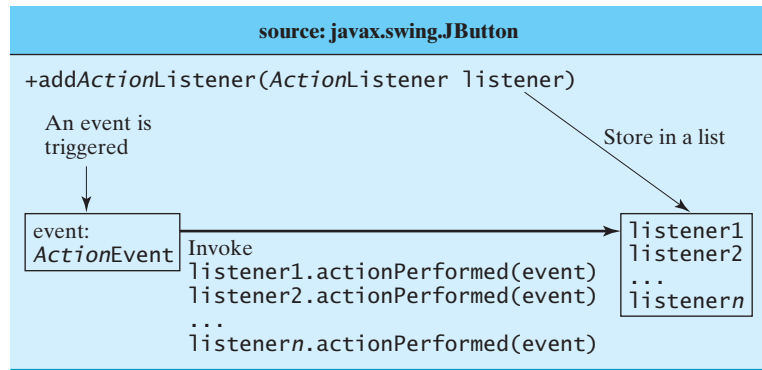 source: javax.swing.JButton
+addActionListener(ActionListener listener)
An event is
triggered
Store in a list
event:
ActionEvent
Invoke
listener1.actionPerformed(event)
listener2.actionPerformed(event)
...
listenern.actionPerformed(event)
listener1
listener2
...
listenern